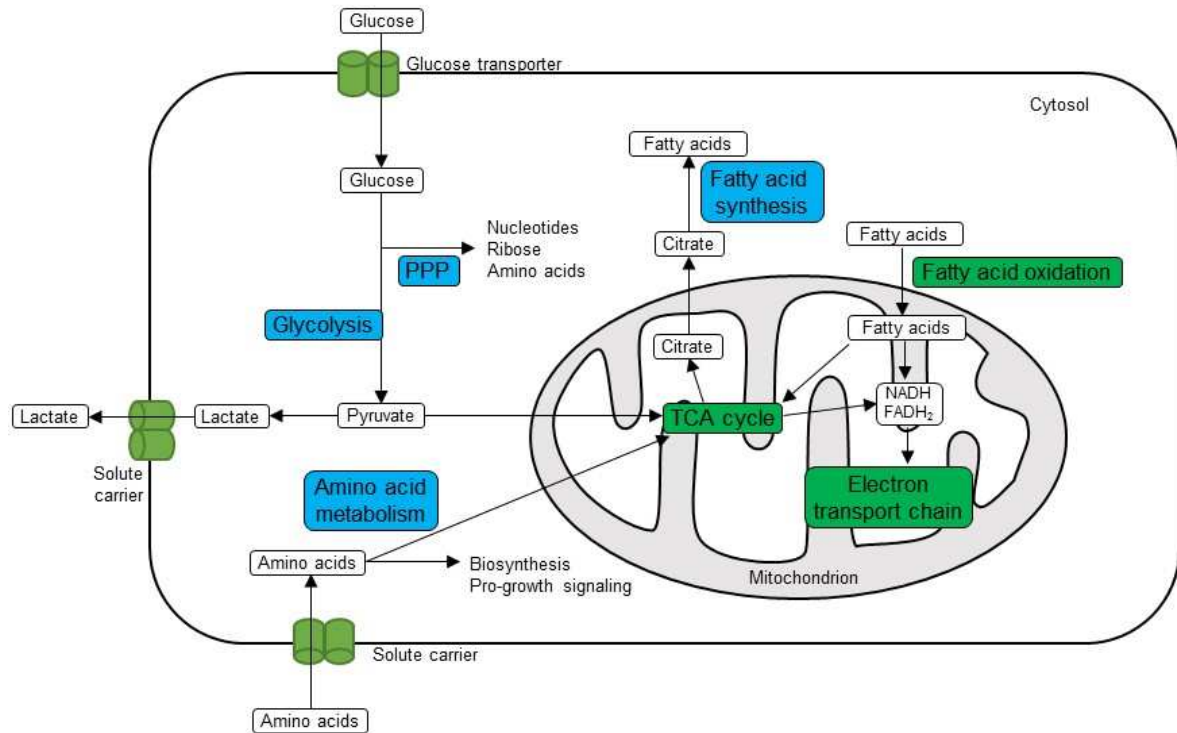 Glucose
Glucose transporter
Cytosol
Fatty acids
Glucose
Fatty acid
synthesis
Nucleotides
Ribose
Amino acids
PPP
Citrate
Fatty acids
Fatty acid oxidation
Glycolysis
Citrate
Fatty acids
NADH
FADH₂
Lactate
Lactate
Pyruvate
TCA cycle
Solute
carrier
Amino acid
metabolism
Electron
transport chain
Amino acids
Biosynthesis
Pro-growth signaling
Mitochondrion
Solute carrier
Amino acids